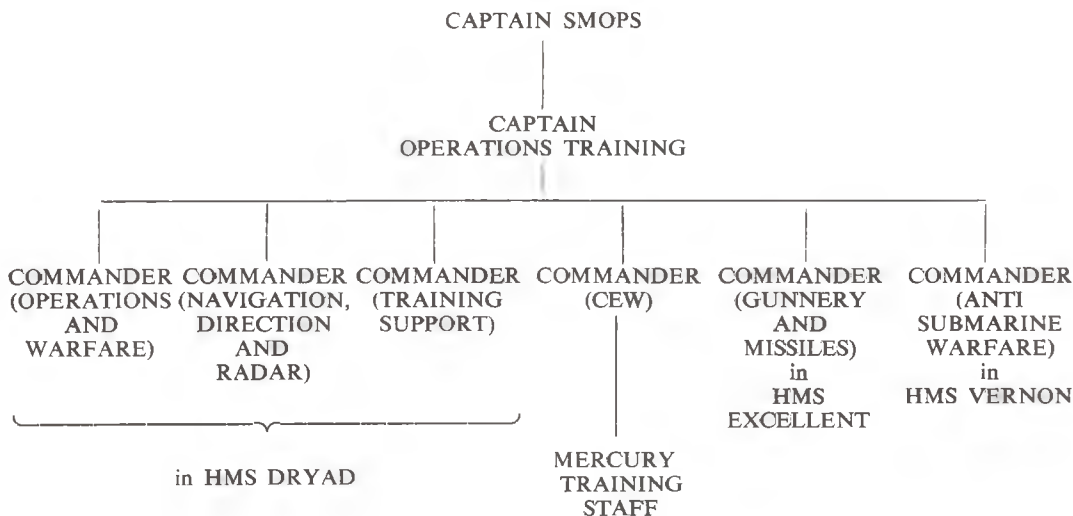 CAPTAIN SMOPS
CAPTAIN
OPERATIONS TRAINING
COMMANDER
(OPERATIONS
AND
WARFARE)
COMMANDER
(NAVIGATION,
DIRECTION
AND
RADAR)
COMMANDER
(TRAINING
SUPPORT)
COMMANDER
(CEW)
COMMANDER
(GUNNERY
AND
MISSILES)
in
HMS
EXCELLENT
COMMANDER
(ANTI
SUBMARINE
WARFARE)
in
HMS VERNON
in HMS DRYAD
MERCURY
TRAINING
STAFF